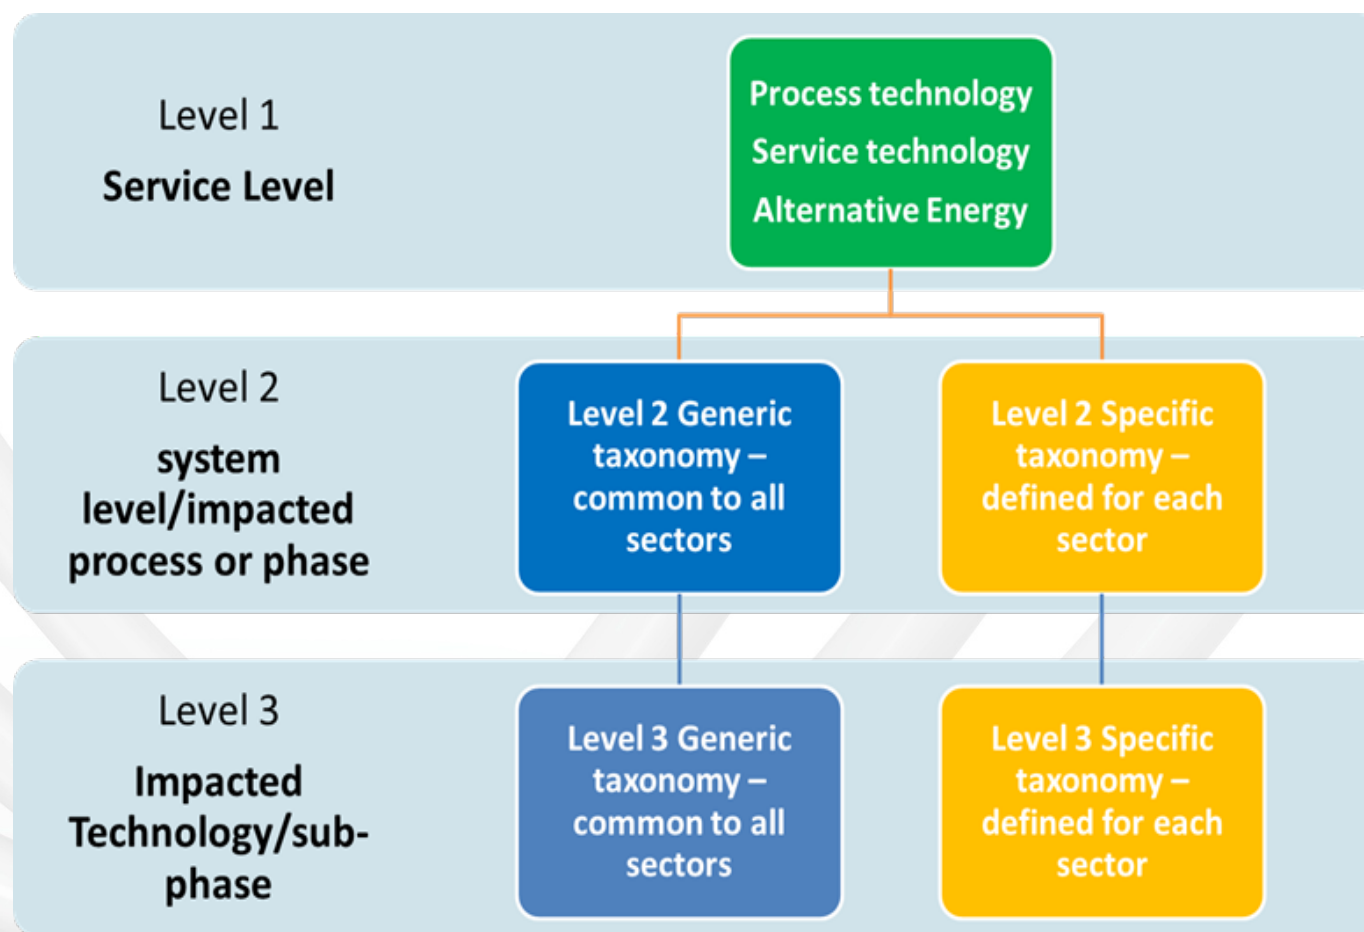 Level 1
Service Level
Process technology
Service technology
Alternative Energy
Level 2
system
level/impacted
process or phase
Level 2 Generic
taxonomy –
common to all
sectors
Level 2 Specific
taxonomy –
defined for each
sector
Level 3
Impacted
Technology/sub-
phase
Level 3 Generic
taxonomy –
common to all
sectors
Level 3 Specific
taxonomy –
defined for each
sector